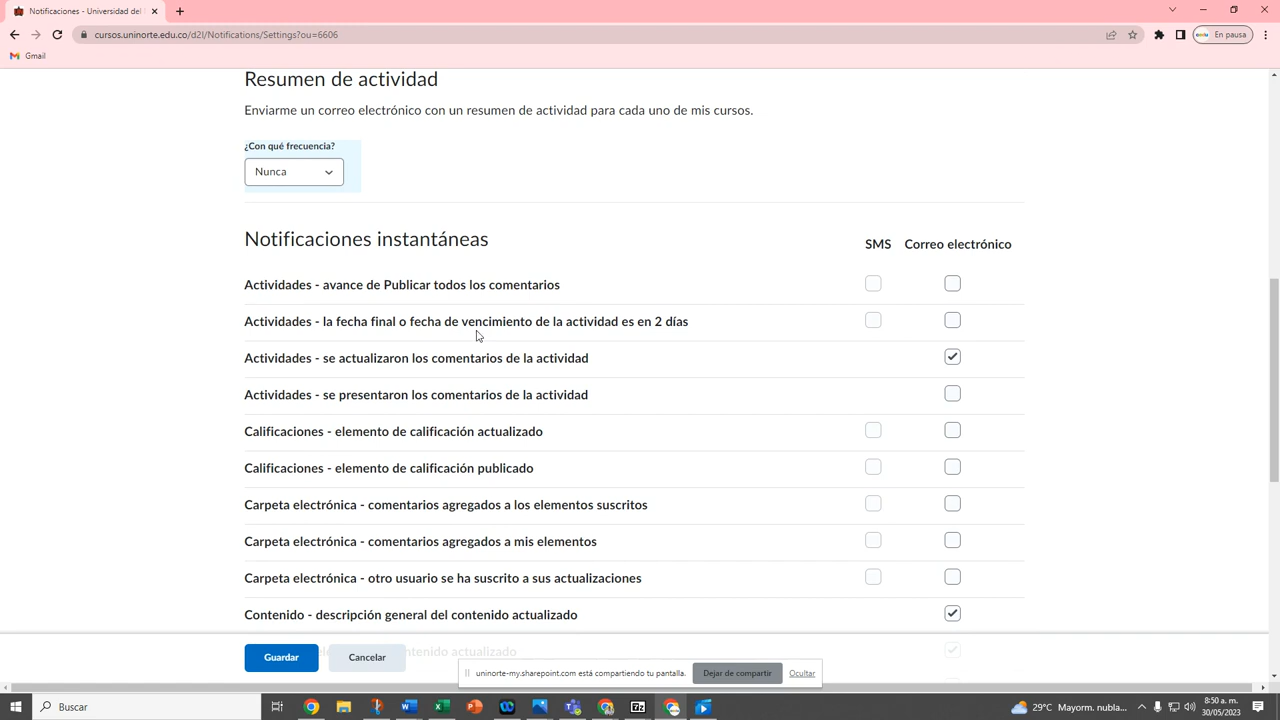 Notificaciones - Universidad del
cursos.uninorte.edu.co/d2l/Notifications/Settings?ou=6606
En pausa
Gmail
Resumen de actividad
Enviarme un correo electrónico con un resumen de actividad para cada uno de mis cursos.
¿Con qué frecuencia?
Nunca
Notificaciones instantáneas
SMS
Correo electrónico
Actividades - avance de Publicar todos los comentarios
Actividades - la fecha final o fecha de vencimiento de la actividad es en 2 días
Actividades - se actualizaron los comentarios de la actividad
Actividades - se presentaron los comentarios de la actividad
Calificaciones - elemento de calificación actualizado
Calificaciones - elemento de calificación publicado
Carpeta electrónica - comentarios agregados a los elementos suscritos
Carpeta electrónica - comentarios agregados a mis elementos
Carpeta electrónica - otro usuario se ha suscrito a sus actualizaciones
Contenido - descripción general del contenido actualizado
contenido actualizado
Guardar
Cancelar
uninorte-my.sharepoint.com está compartiendo tu pantalla.
Dejar de compartir
Ocultar
Buscar
29°C Mayorm. nubla...
8:50 a. m.
30/05/2023